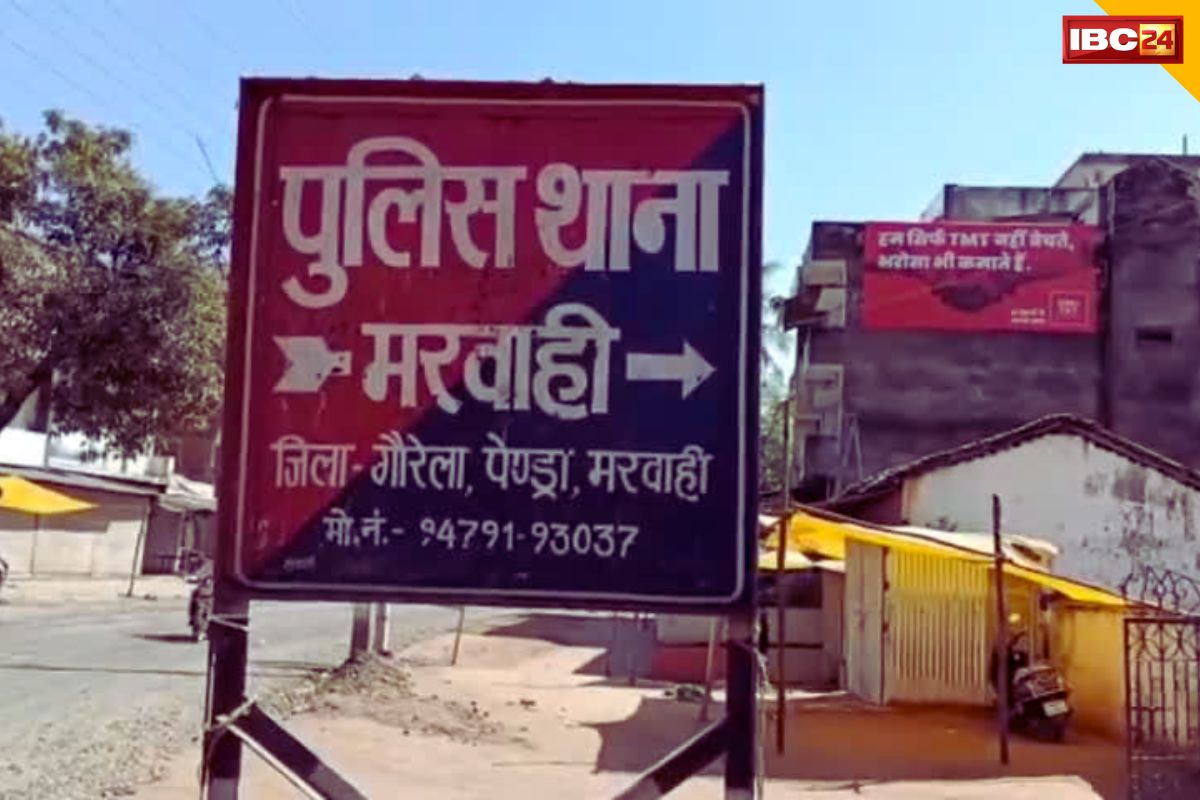 IBC24
पुलिस थाना
मरवाही
जिला-गौरेला, पेण्ड्रा, मरवाही
मो.नं.- 94791-93037
हम सिर्फ TMT नहीं बेचते,
भरोसा भी कमाते हैं.